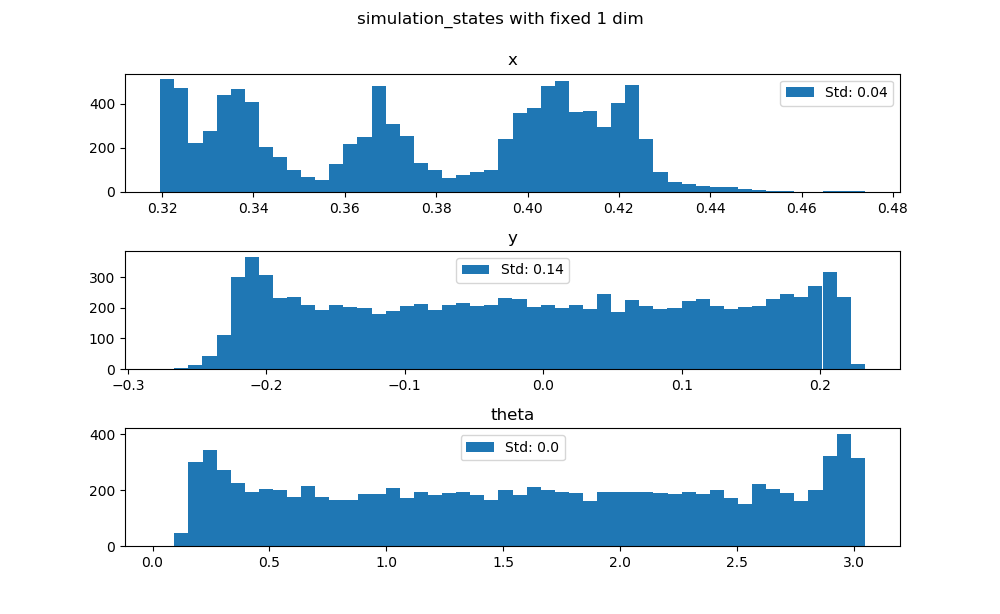 simulation_states with fixed 1 dim
x
Std: 0.04
400
200
0
0.32 0.34 0.36 0.38 0.40 0.42 0.44 0.46 0.48
y
Std: 0.14
300
200
100
0
−0.3 −0.2 −0.1 0.0 0.1 0.2
theta
Std: 0.0
400
200
0
0.0 0.5 1.0 1.5 2.0 2.5 3.0